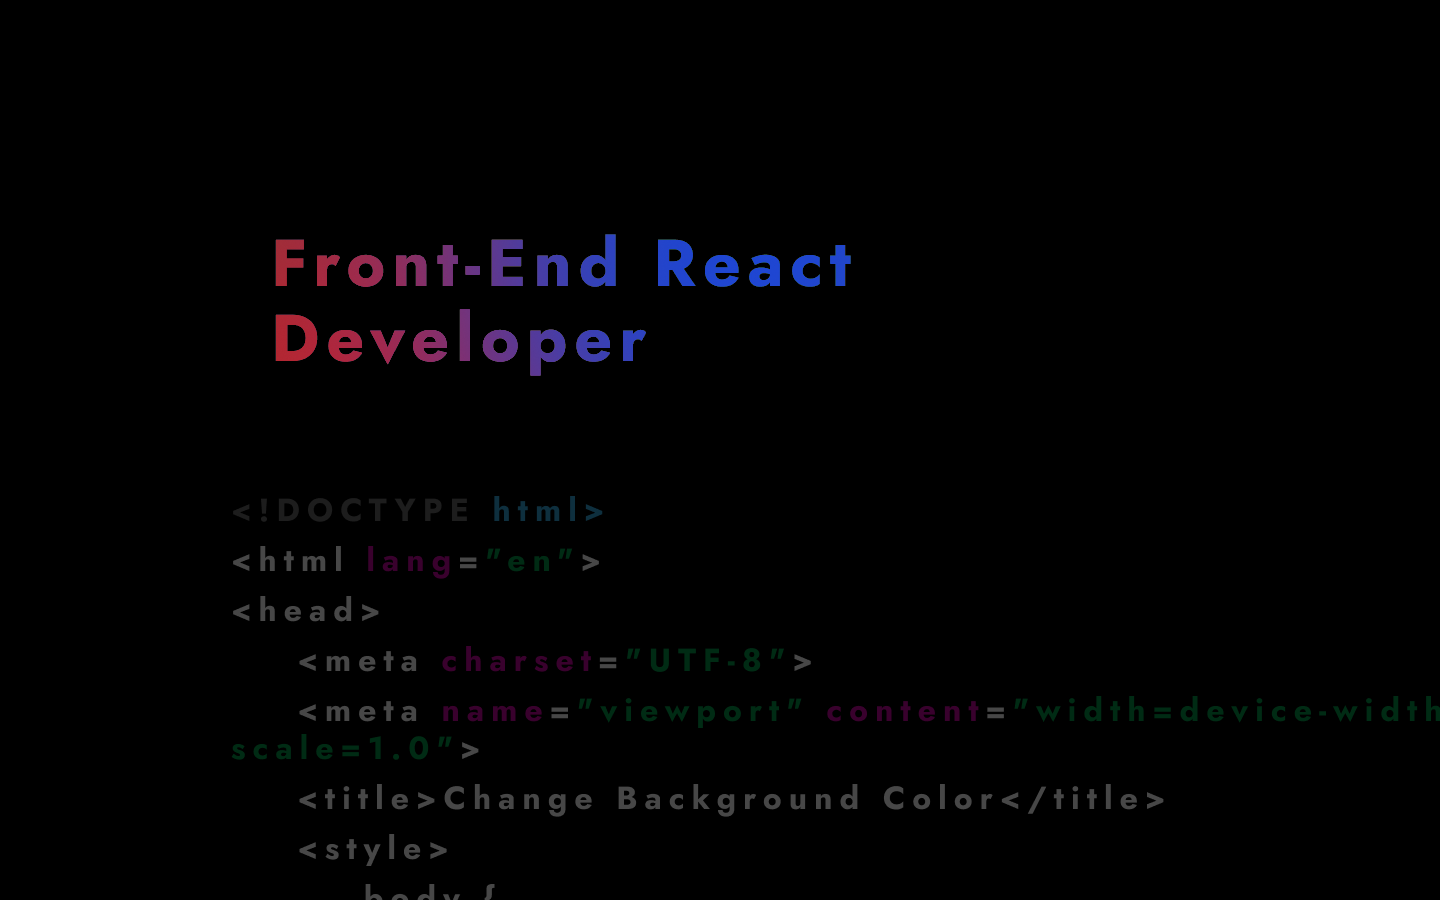 Front-End React
Developer
<!DOCTYPE html>
<html lang="en">
<head>
<meta charset="UTF-8">
<meta name="viewport" content="width=device-width
scale=1.0">
<title>Change Background Color</title>
<style>
body {